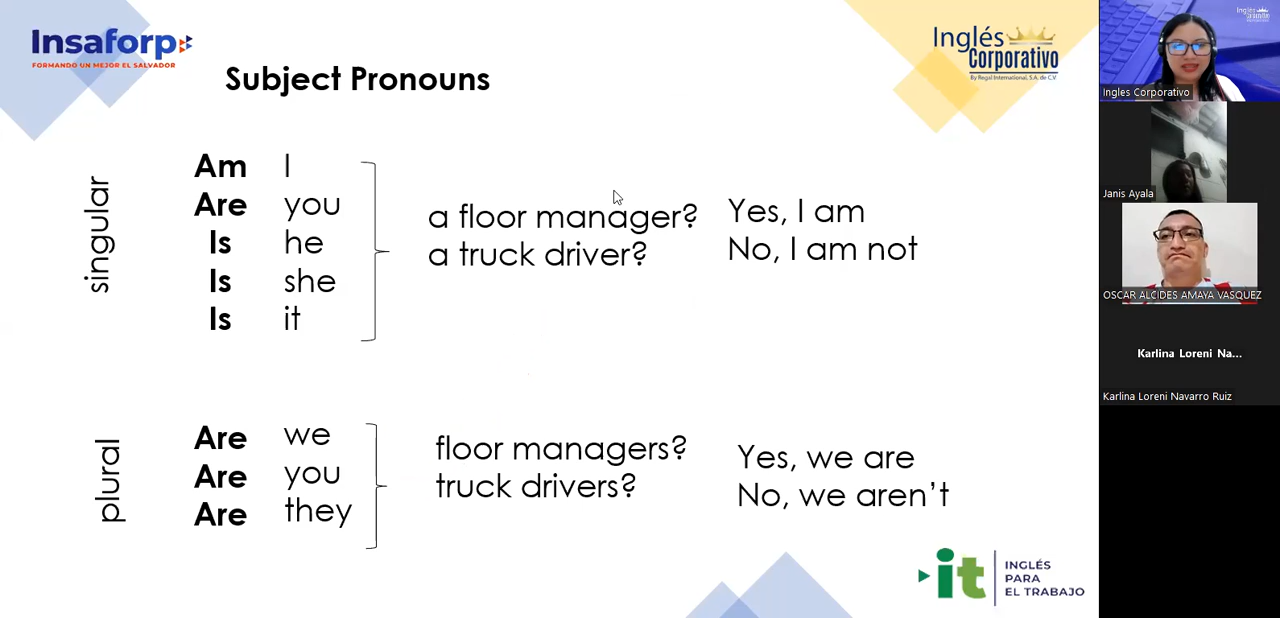 Insaforp
FORMANDO UN MEJOR EL SALVADOR
Subject Pronouns
Inglés
Corporativo
By Regal International, S.A. de C.V.
singular
Am I
Are you
Is he
Is she
Is it
a floor manager?
a truck driver?
Yes, I am
No, I am not
plural
Are we
Are you
Are they
floor managers?
truck drivers?
Yes, we are
No, we aren't
it
INGLÉS
PARA
EL TRABAJO
Ingles Corporativo
Janis Ayala
OSCAR ALCIDES AMAYA VASQUEZ
Karlina Loreni Na...
Karlina Loreni Navarro Ruiz